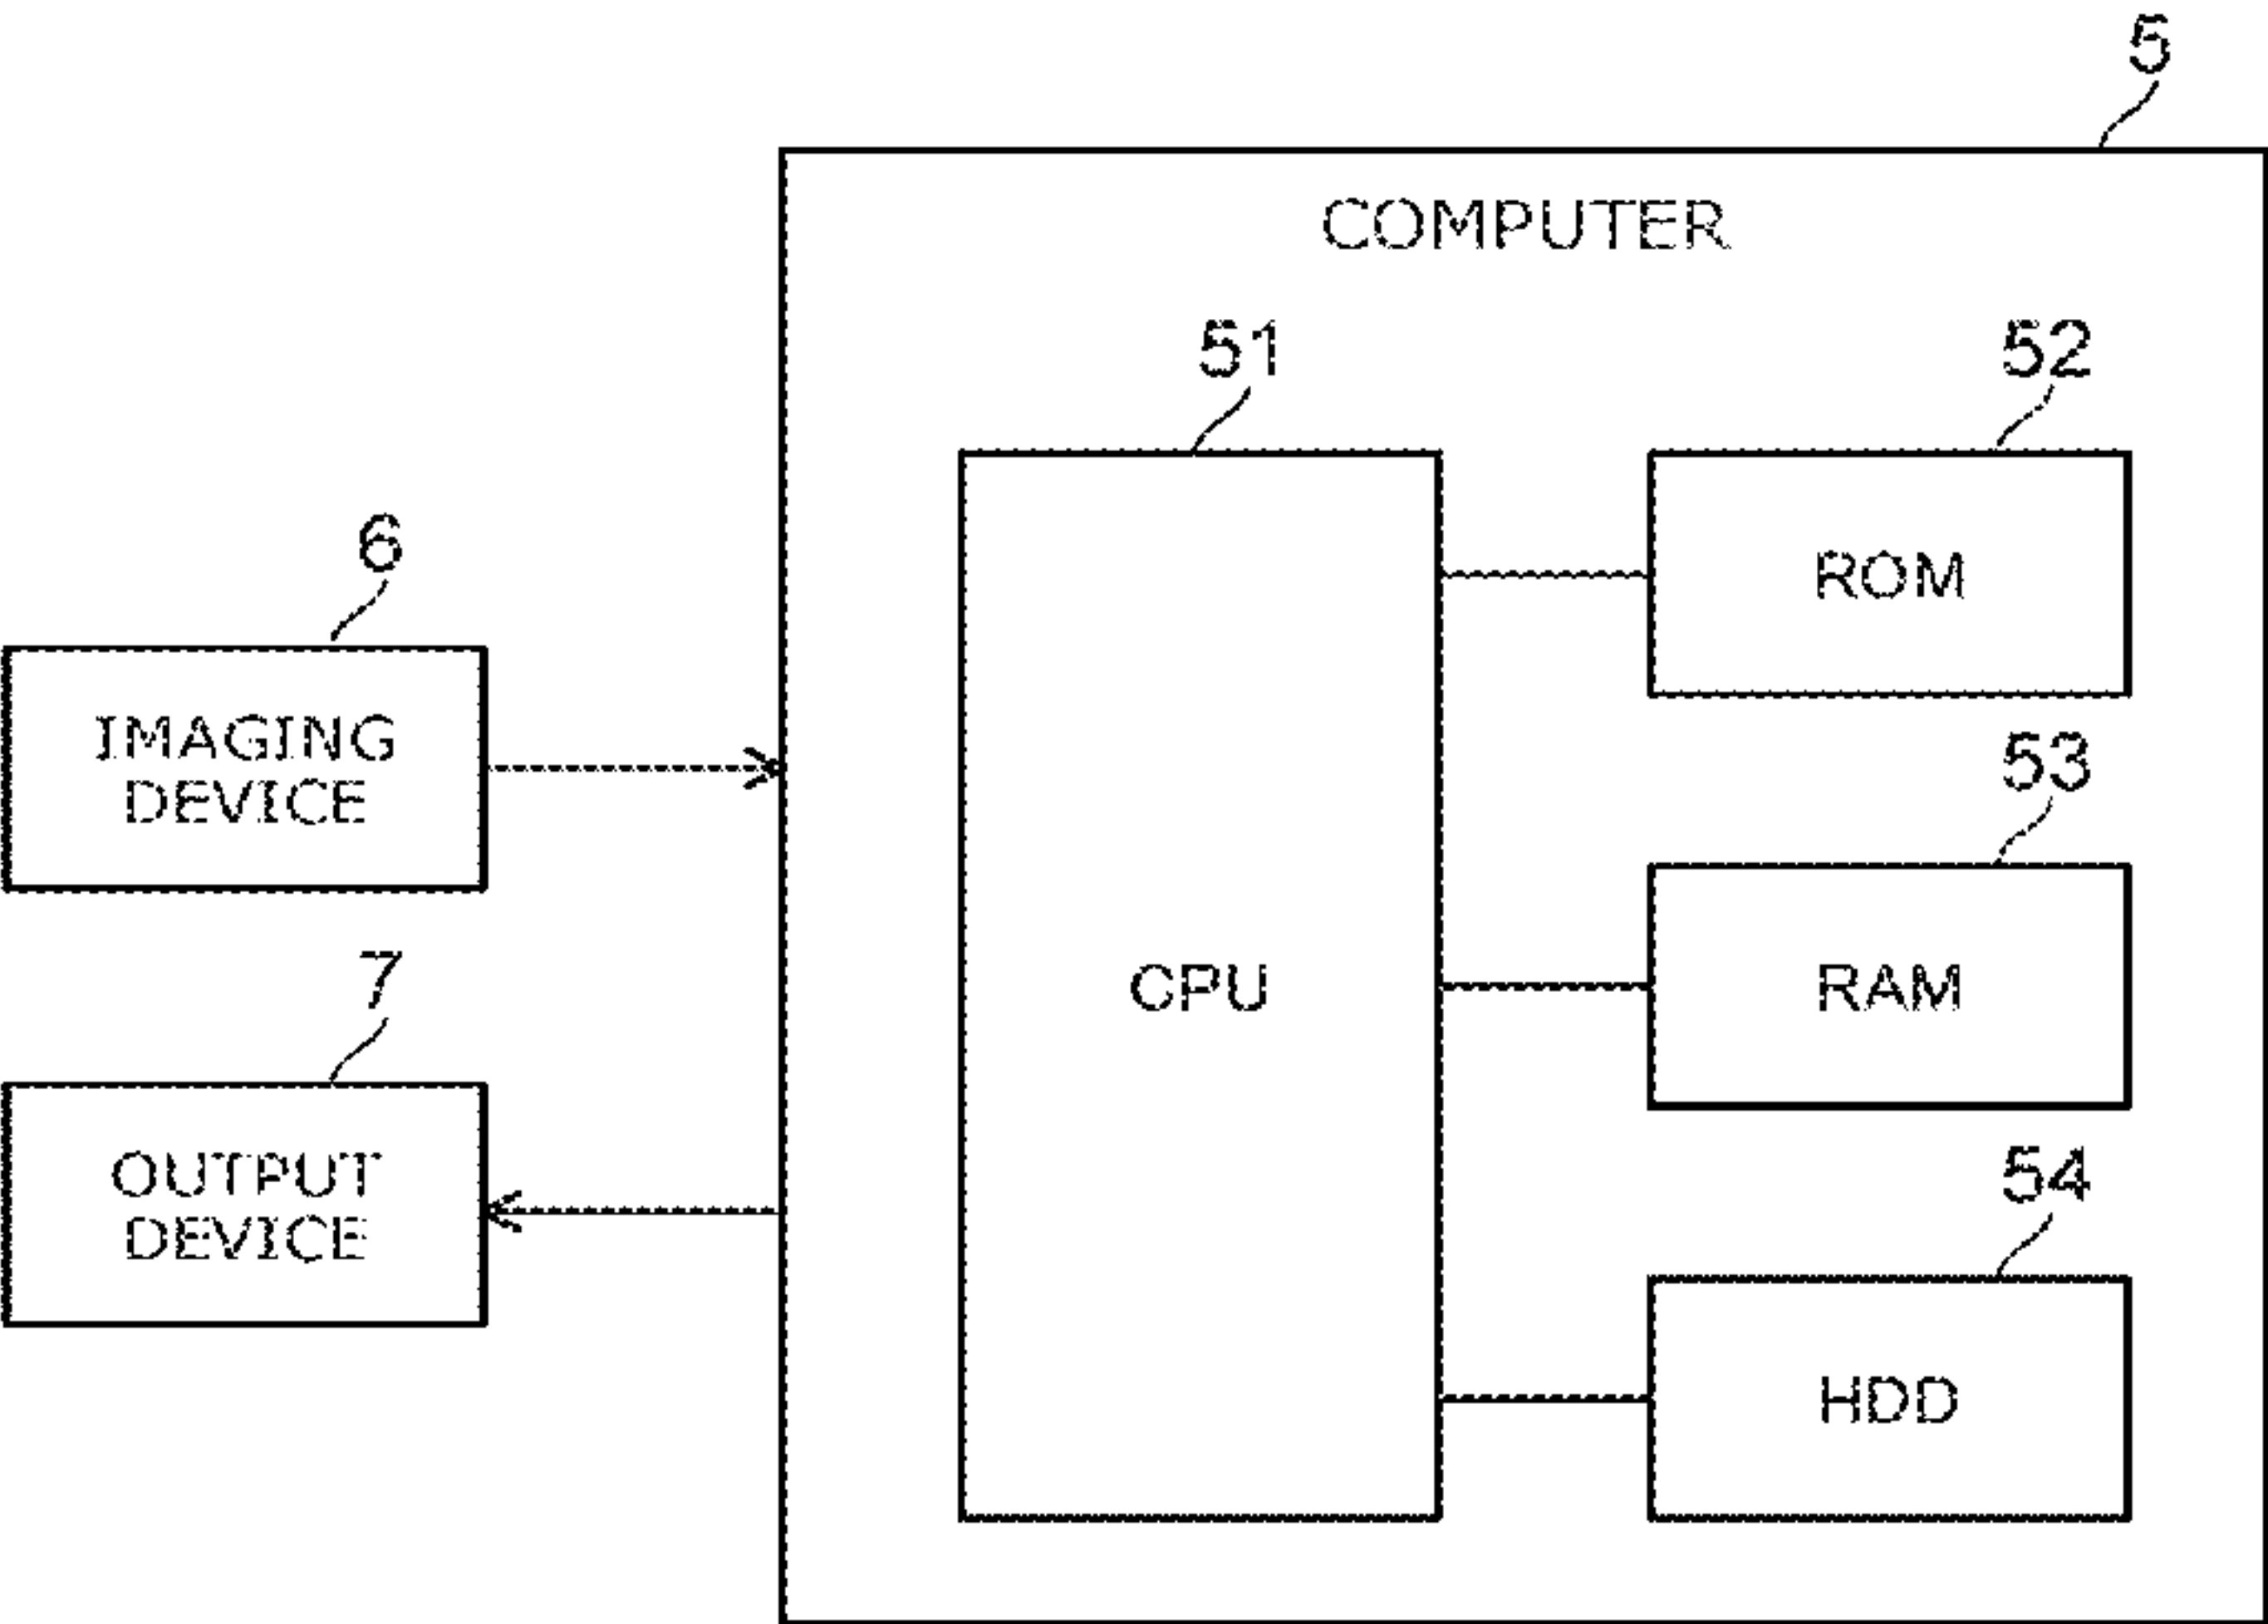 5
COMPUTER
51
52
6
ROM
IMAGING
DEVICE
53
7
CPU
RAM
OUTPUT
DEVICE
54
HDD